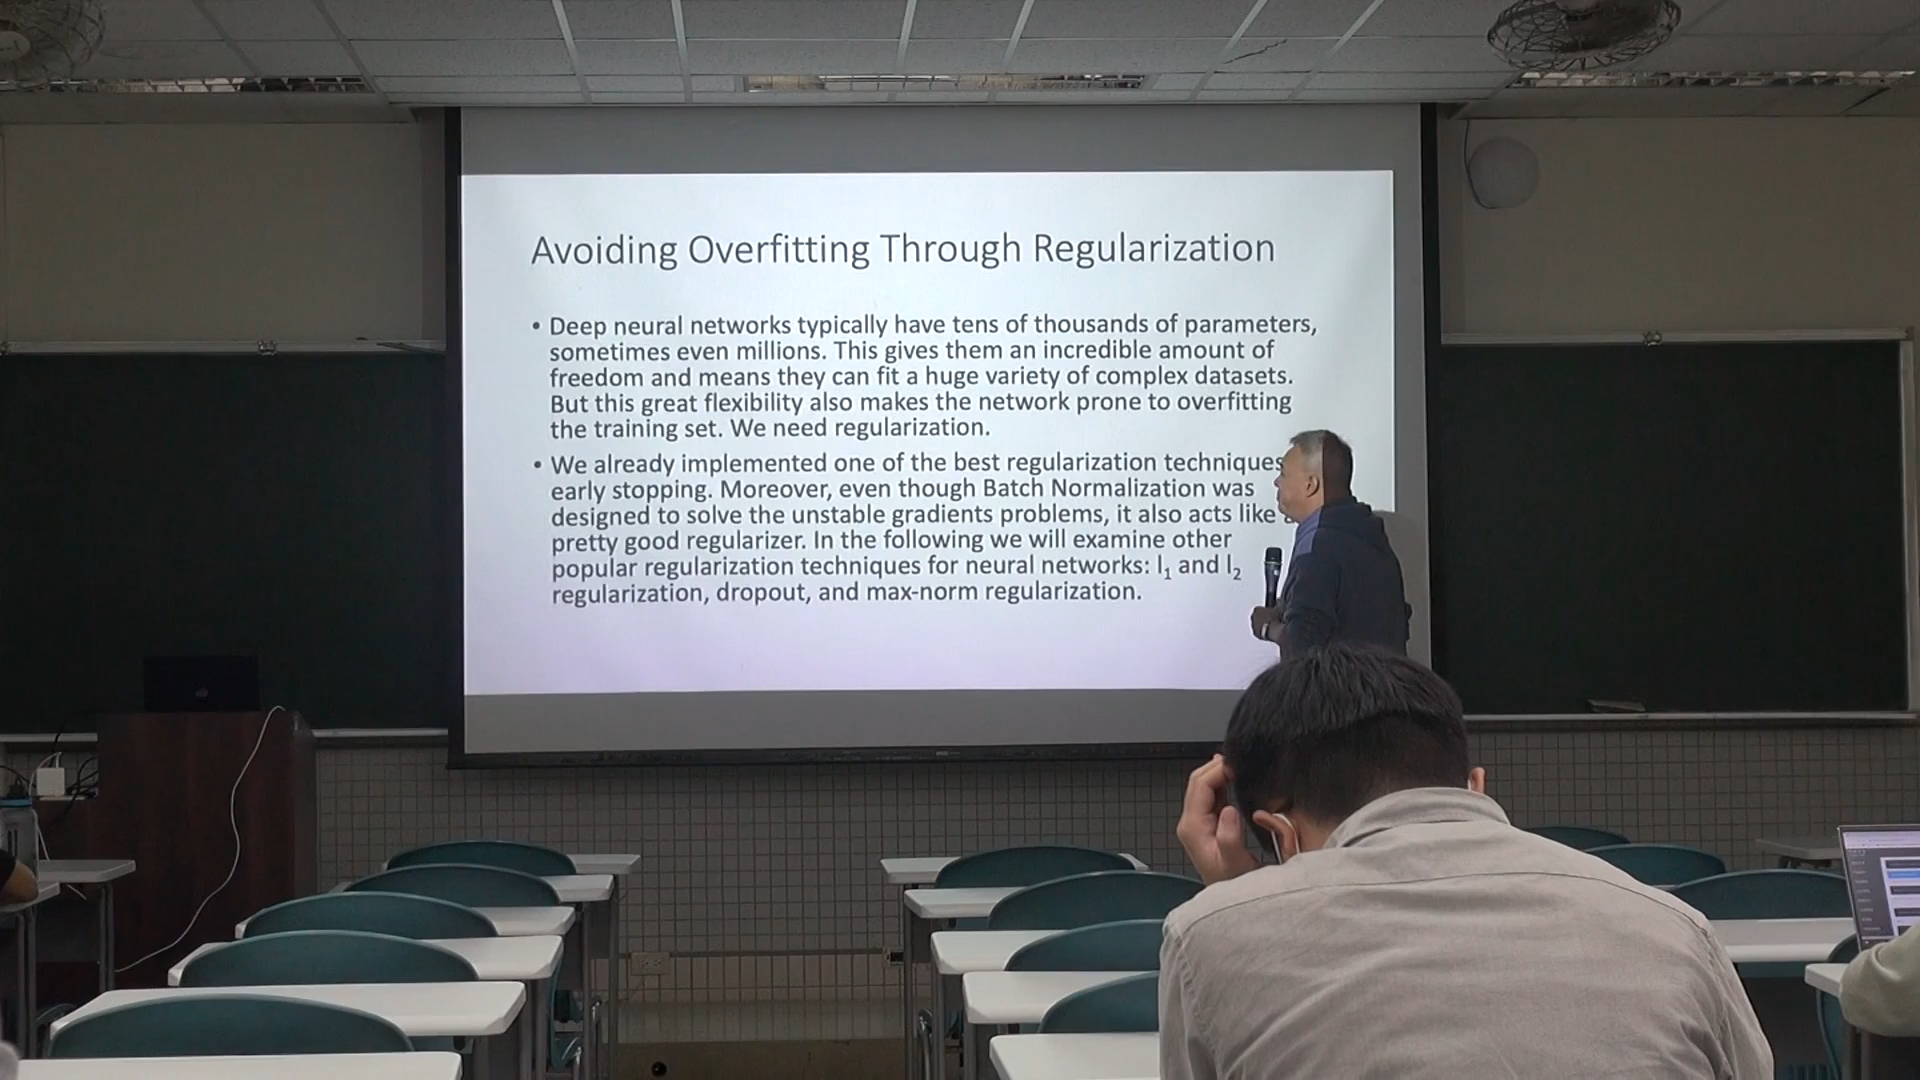 Avoiding Overfitting Through Regularization
• Deep neural networks typically have tens of thousands of parameters,
sometimes even millions. This gives them an incredible amount of
freedom and means they can fit a huge variety of complex datasets.
But this great flexibility also makes the network prone to overfitting
the training set. We need regularization.
• We already implemented one of the best regularization techniques
early stopping. Moreover, even though Batch Normalization was
designed to solve the unstable gradients problems, it also acts like
pretty good regularizer. In the following we will examine other
popular regularization techniques for neural networks: l₁ and l₂
regularization, dropout, and max-norm regularization.